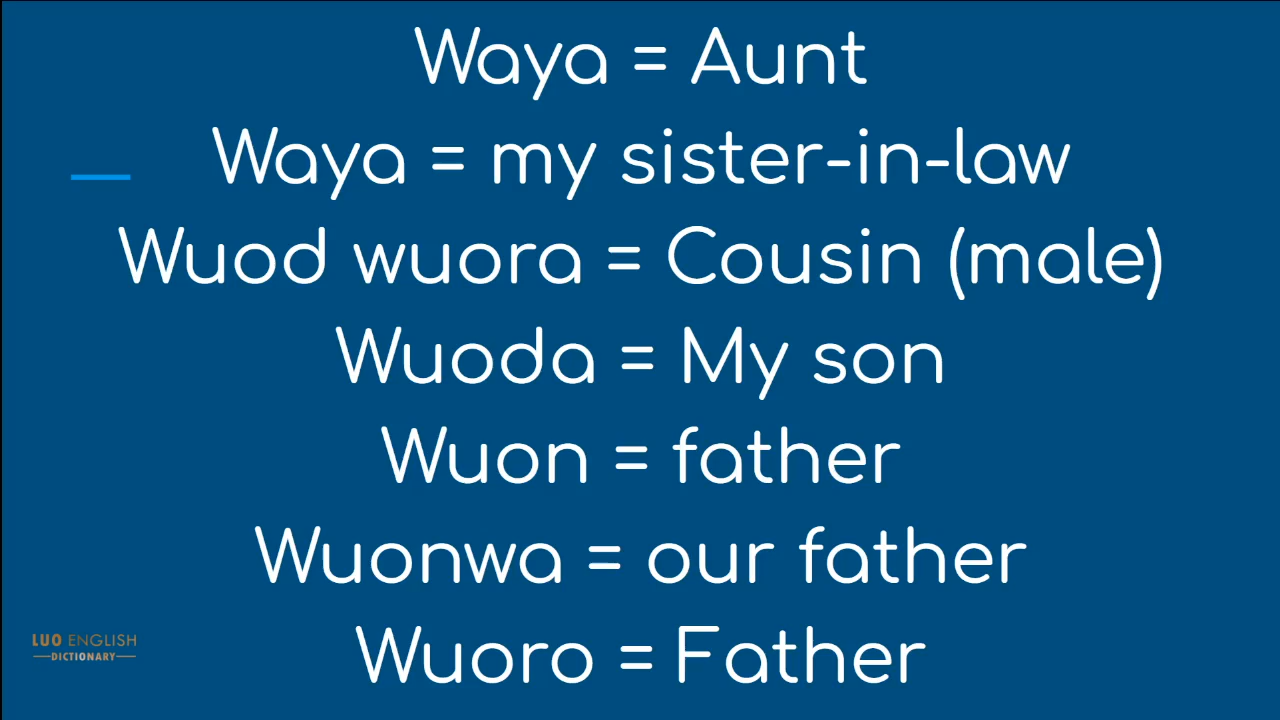 Waya = Aunt
Waya = my sister-in-law
Wuod wuora = Cousin (male)
Wuoda = My son
Wuon = father
Wuonwa = our father
Wuoro = Father
LUO ENGLISH
DICTIONARY